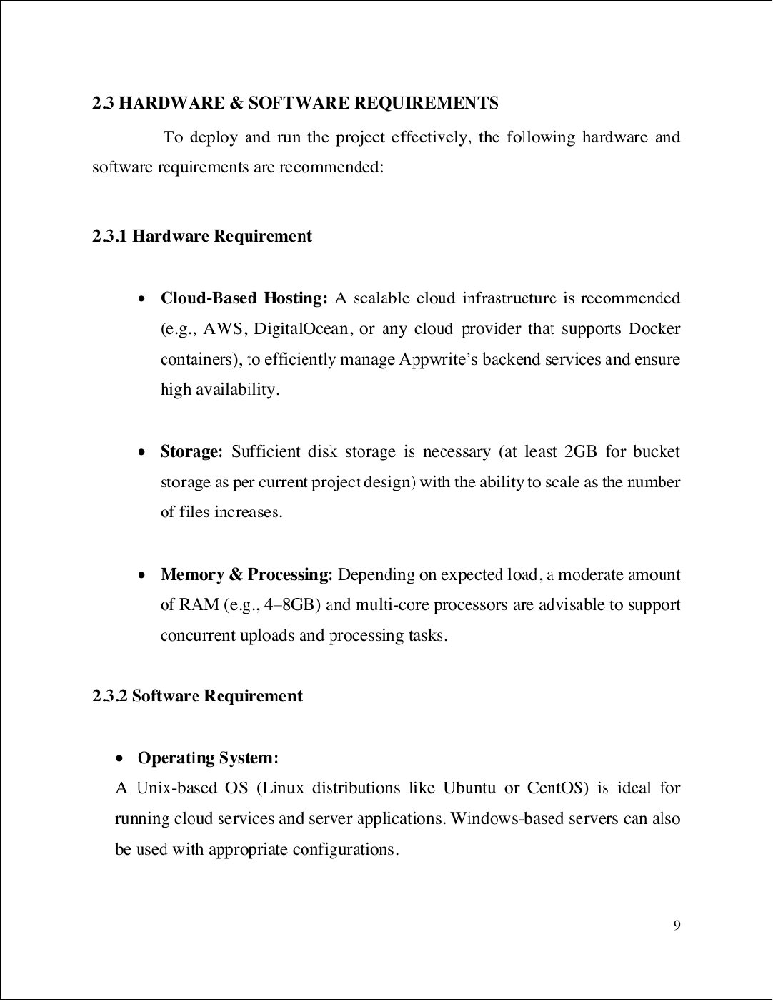 2.3 HARDWARE & SOFTWARE REQUIREMENTS
To deploy and run the project effectively, the following hardware and
software requirements are recommended:
2.3.1 Hardware Requirement
• Cloud-Based Hosting: A scalable cloud infrastructure is recommended
(e.g., AWS, DigitalOcean, or any cloud provider that supports Docker
containers), to efficiently manage Appwrite’s backend services and ensure
high availability.
• Storage: Sufficient disk storage is necessary (at least 2GB for bucket
storage as per current project design) with the ability to scale as the number
of files increases.
• Memory & Processing: Depending on expected load, a moderate amount
of RAM (e.g., 4–8GB) and multi-core processors are advisable to support
concurrent uploads and processing tasks.
2.3.2 Software Requirement
• Operating System:
A Unix-based OS (Linux distributions like Ubuntu or CentOS) is ideal for
running cloud services and server applications. Windows-based servers can also
be used with appropriate configurations.
9